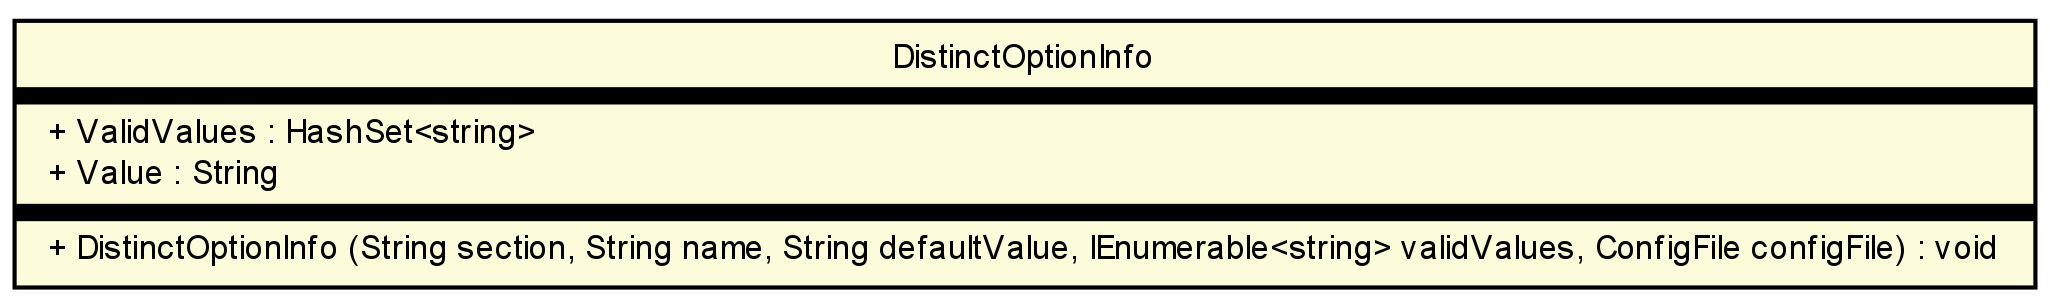 DistinctOptionInfo
+ ValidValues : HashSet<string>
+ Value : String
+ DistinctOptionInfo (String section, String name, String defaultValue, IEnumerable<string> validValues, ConfigFile configFile) : void